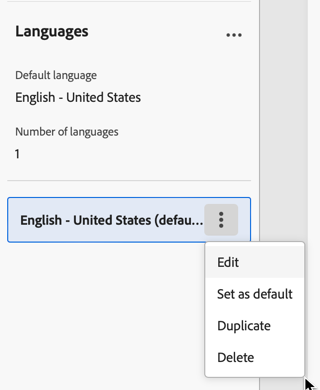 Languages
Default language
English - United States
Number of languages
1
English - United States (defau...
Edit
Set as default
Duplicate
Delete